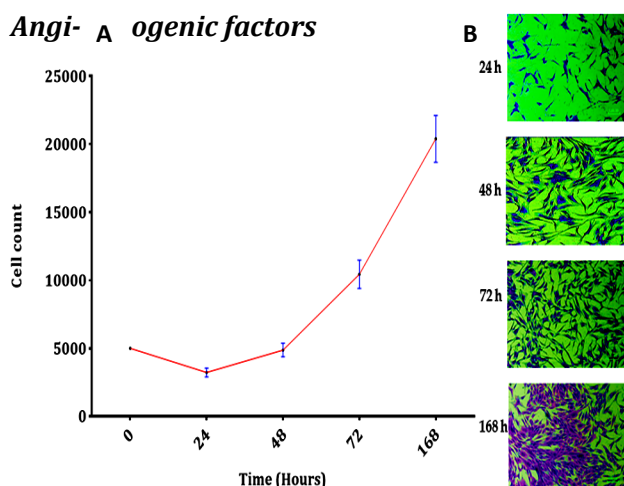 Angi- A ogenic factors
B
25000
20000
15000
10000
5000
0
Cell count
0 24 48 72 168
Time (Hours)
24 h
48 h
72 h
168 h